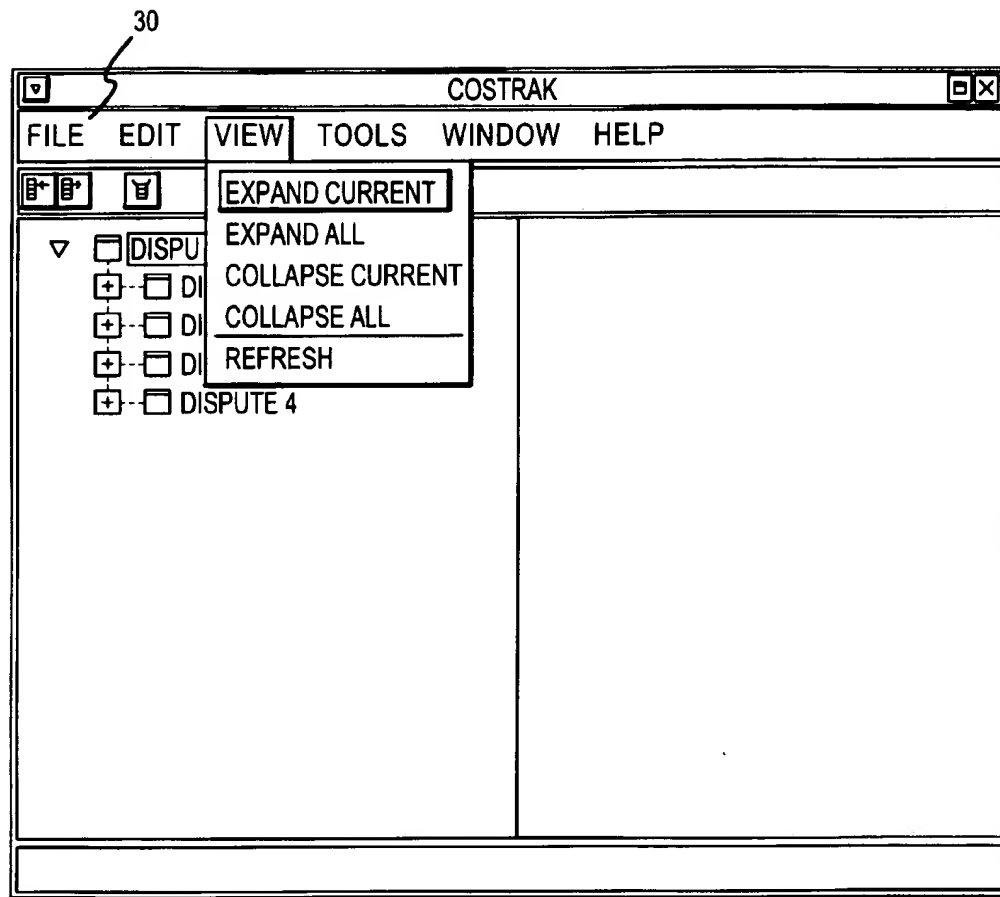 30
COSTRAK
FILE EDIT VIEW TOOLS WINDOW HELP
EXPAND CURRENT
EXPAND ALL
COLLAPSE CURRENT
COLLAPSE ALL
REFRESH
DISPU
DI
DI
DI
DISPUTE 4